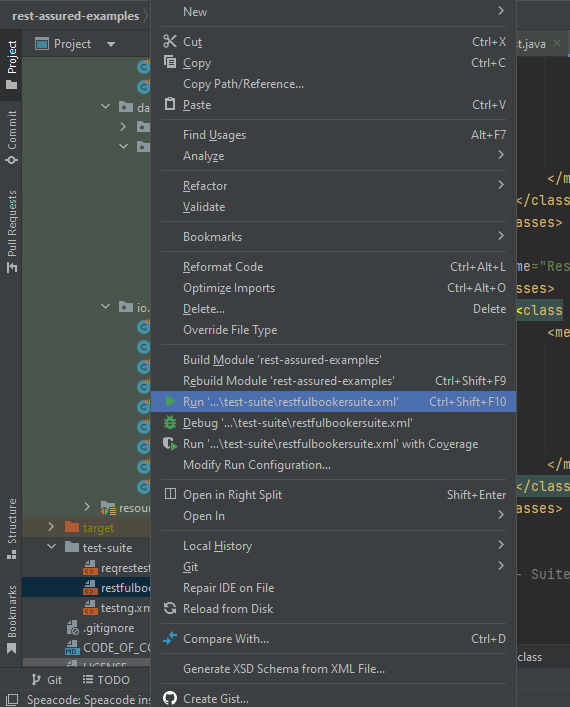 rest-assured-examples
Project
Project
Commit
Pull Requests
Structure
Bookmarks
da
io.
resou
target
test-suite
reqrestest
restfulboo
testng.xm
.gitignore
CODE_OF_CO
LICENSE
Git
TODO
Speacode: Speacode ins
New
Cut Ctrl+X
Copy Ctrl+C
Copy Path/Reference...
Paste Ctrl+V
Find Usages Alt+F7
Analyze
Refactor
Validate
Bookmarks
Reformat Code Ctrl+Alt+L
Optimize Imports Ctrl+Alt+O
Delete... Delete
Override File Type
Build Module 'rest-assured-examples'
Rebuild Module 'rest-assured-examples' Ctrl+Shift+F9
Run '...\test-suite\restfulbookersuite.xml' Ctrl+Shift+F10
Debug '...\test-suite\restfulbookersuite.xml'
Run '...\test-suite\restfulbookersuite.xml' with Coverage
Modify Run Configuration...
Open in Right Split Shift+Enter
Open In
Local History
Git
Repair IDE on File
Reload from Disk
Compare With... Ctrl+D
Generate XSD Schema from XML File...
Create Gist...
st.java
</m
</class
asses>
me="Res
sses>
<class
<me
</m
</class
asses>
- Suite
class